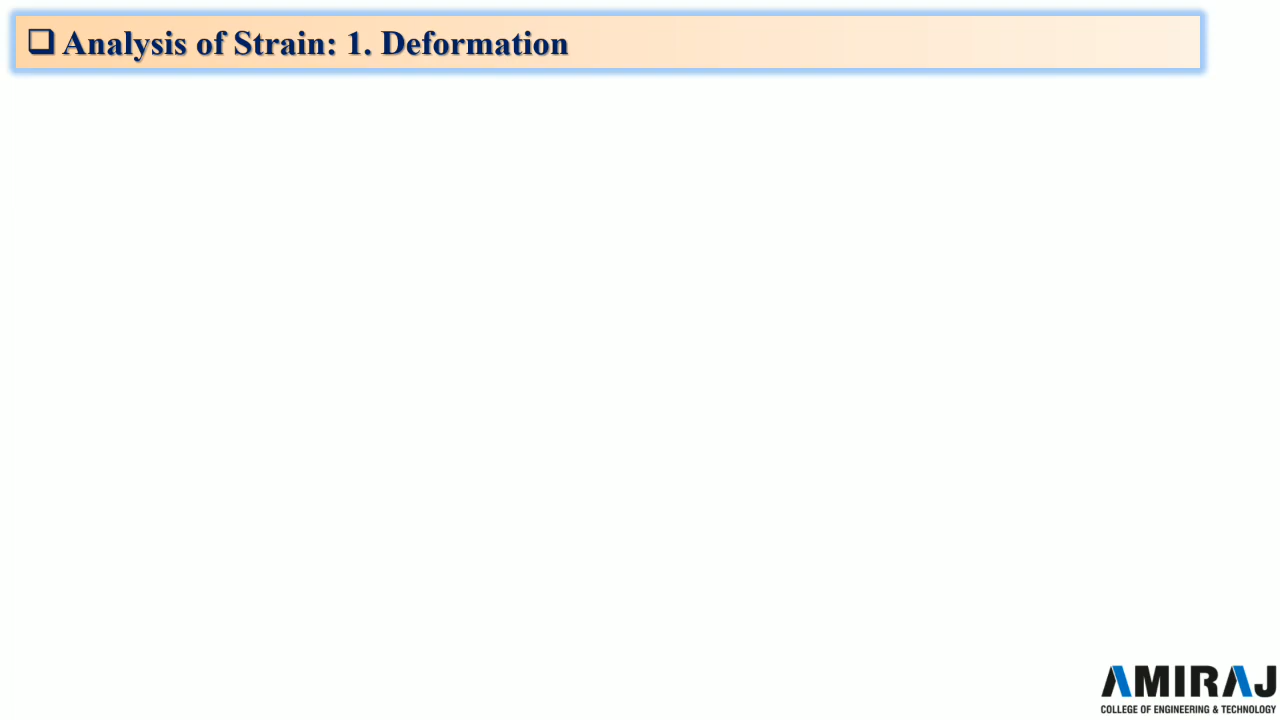 Analysis of Strain: 1. Deformation
AMIRAJ
COLLEGE OF ENGINEERING & TECHNOLOGY